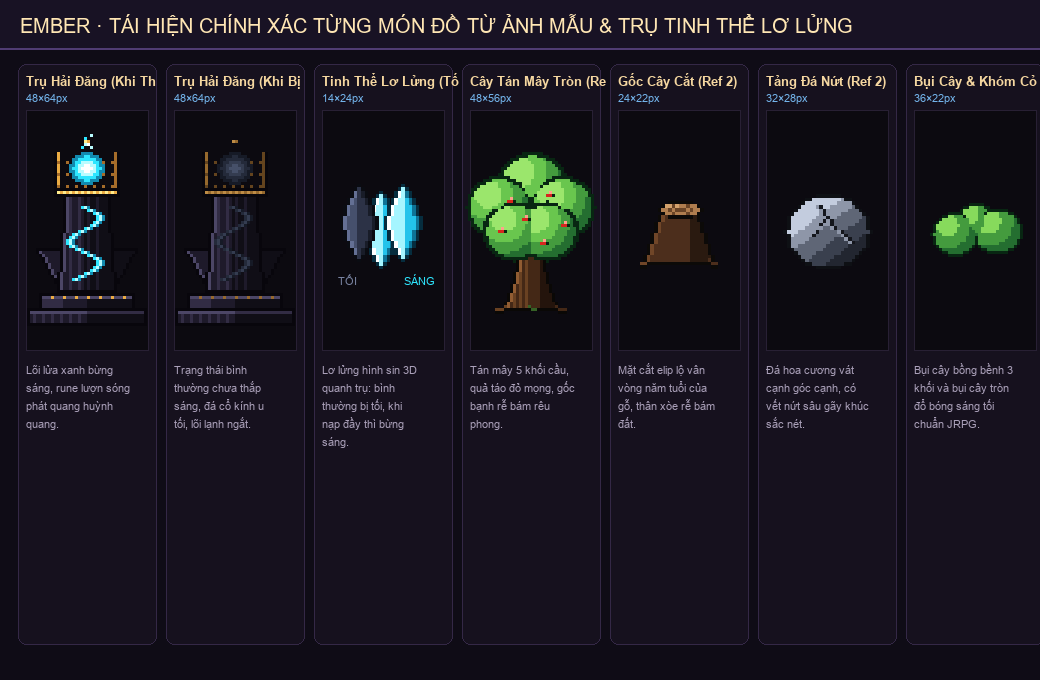 EMBER · TÁI HIỆN CHÍNH XÁC TỪNG MÓN ĐỒ TỪ ẢNH MẪU & TRỤ TINH THỂ LƠ LỬNG
Trụ Hải Đăng (Khi Th
48×64px
Lõi lửa xanh bừng
sáng, rune lượn sóng
phát quang huỳnh
quang.
Trụ Hải Đăng (Khi Bị
48×64px
Trạng thái bình
thường chưa thắp
sáng, đá cổ kính u
tối, lõi lạnh ngắt.
Tinh Thể Lơ Lửng (Tố
14×24px
TỐI
SÁNG
Lơ lửng hình sin 3D
quanh trụ: bình
thường bị tối, khi
nạp đầy thì bừng
sáng.
Cây Tán Mây Tròn (Re
48×56px
Tán mây 5 khối cầu,
quả táo đỏ mọng, gốc
bạnh rễ bám rêu
phong.
Gốc Cây Cắt (Ref 2)
24×22px
Mặt cắt elip lộ vân
vòng năm tuổi của
gỗ, thân xòe rễ bám
đất.
Tảng Đá Nứt (Ref 2)
32×28px
Đá hoa cương vát
cạnh góc cạnh, có
vết nứt sâu gãy khúc
sắc nét.
Bụi Cây & Khóm Cỏ
36×22px
Bụi cây bồng bềnh 3
khối và bụi cây tròn
đổ bóng sáng tối
chuẩn JRPG.